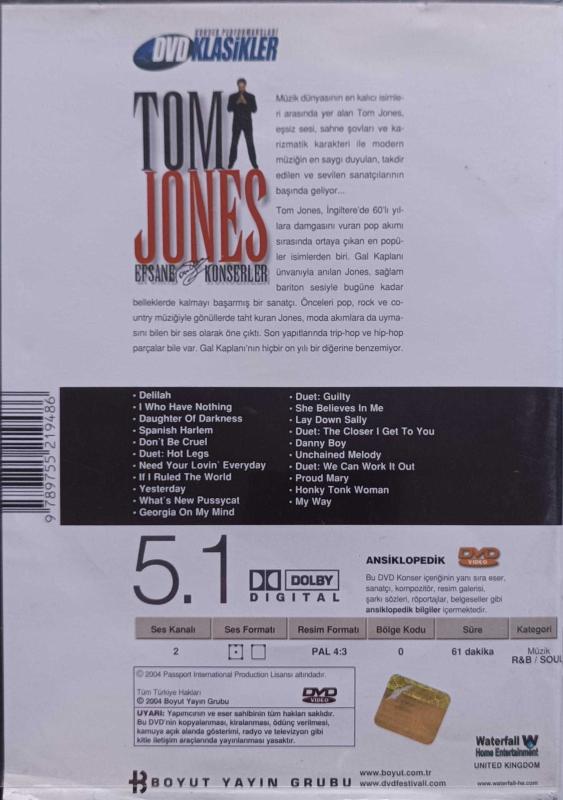 KONSER PERFORMANSLARI
DVD KLASİKLER
TOM
JONES
EFSANE KONSERLER
Müzik dünyasının en kalıcı isimle-
ri arasında yer alan Tom Jones,
eşsiz sesi, sahne şovları ve ka-
rizmatik karakteri ile modern
müziğin en saygı duyulan, takdir
edilen ve sevilen sanatçılarının
başında geliyor...
Tom Jones, İngiltere'de 60'lı yıl-
lara damgasını vuran pop akımı
sırasında ortaya çıkan en popü-
ler isimlerden biri. Gal Kaplanı
ünvanıyla anılan Jones, sağlam
bariton sesiyle bugüne kadar
belleklerde kalmayı başarmış bir sanatçı. Önceleri pop, rock ve co-
untry müziğiyle gönüllerde taht kuran Jones, moda akımlara da uyma-
sını bilen bir ses olarak öne çıktı. Son yapıtlarında trip-hop ve hip-hop
parçalar bile var. Gal Kaplanı'nın hiçbir on yılı bir diğerine benzemiyor.
• Delilah
• I Who Have Nothing
• Daughter Of Darkness
• Spanish Harlem
• Don't Be Cruel
• Duet: Hot Legs
• Need Your Lovin' Everyday
• If I Ruled The World
• Yesterday
• What's New Pussycat
• Georgia On My Mind
• Duet: Guilty
• She Believes In Me
• Lay Down Sally
• Duet: The Closer I Get To You
• Danny Boy
• Unchained Melody
• Duet: We Can Work It Out
• Proud Mary
• Honky Tonk Woman
• My Way
9 789755 219486
5.1
DOLBY
DIGITAL
ANSİKLOPEDİK DVD VIDEO
Bu DVD Konser içeriğinin yanı sıra eser,
sanatçı, kompozitör, resim galerisi,
şarkı sözleri, röportajlar, belgeseller gibi
ansiklopedik bilgiler içermektedir.
Ses Kanalı Ses Formatı Resim Formatı Bölge Kodu Süre Kategori
2 PAL 4:3 0 61 dakika Müzik
R&B / SOUL
© 2004 Passport International Production Lisansı altındadır.
Tüm Türkiye Hakları
© 2004 Boyut Yayın Grubu
DVD
VIDEO
UYARI: Yapımcının ve eser sahibinin tüm hakları saklıdır.
Bu DVD'nin kopyalanması, kiralanması, ödünç verilmesi,
kamuya açık alanda gösterimi, radyo ve televizyon gibi
kitle iletişim araçlarında yayınlanması yasaktır.
Waterfall W
Home Entertainment
UNITED KINGDOM
BOYUT YAYIN GRUBU
www.boyut.com.tr
www.dvdfestivali.com
www.waterfall-he.com